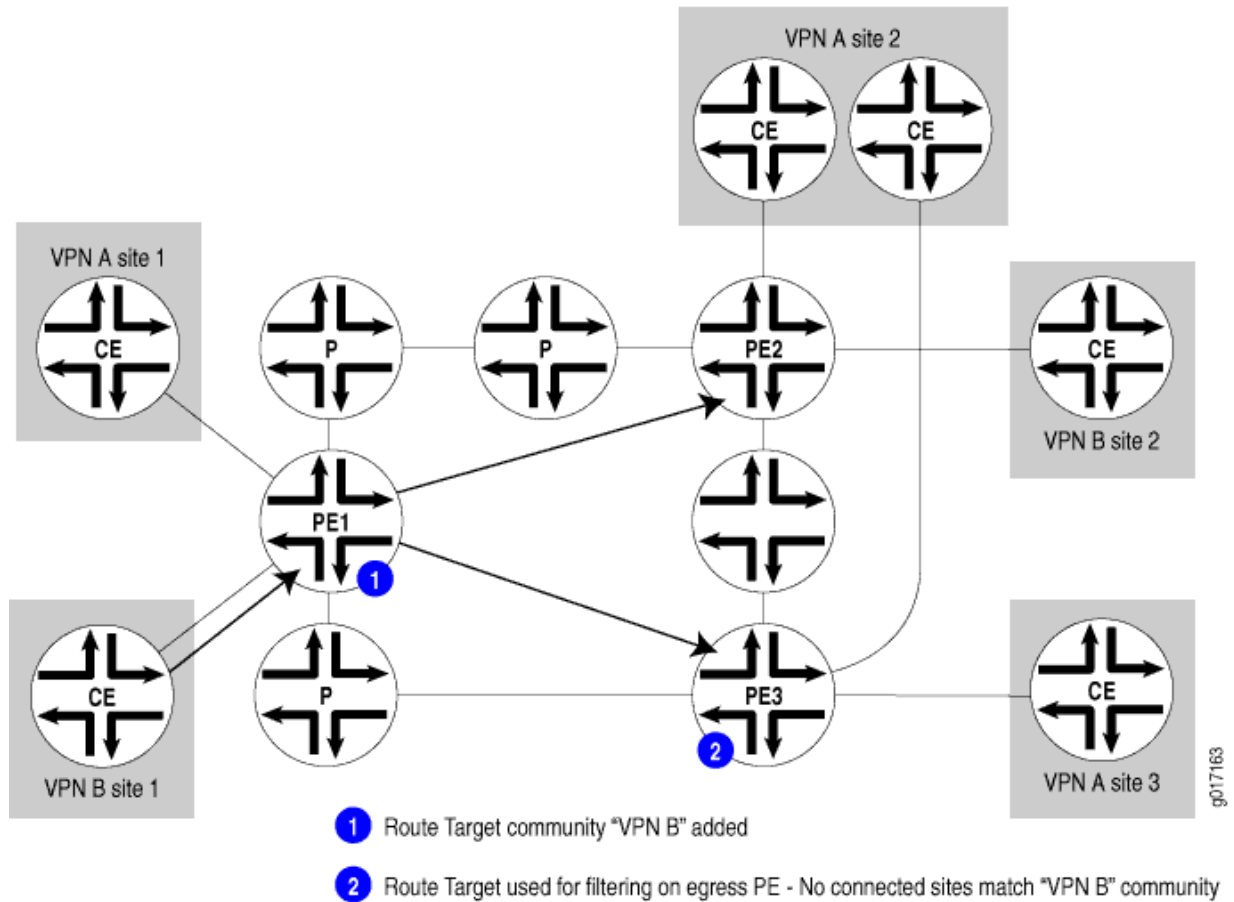 VPN A site 2
CE
CE
VPN A site 1
CE
P
P
PE2
CE
VPN B site 2
PE1
1
CE
VPN B site 1
P
PE3
2
CE
VPN A site 3
g017163
1 Route Target community “VPN B” added
2 Route Target used for filtering on egress PE - No connected sites match “VPN B” community